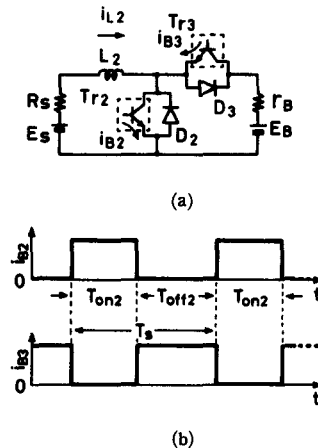 iL2
Tr3
iB3
L2
Tr2
Rs
D3
rB
Es
iB2
D2
EB
(a)
iB2
0
Ton2
Toff2
Ton2
t
Ts
iB3
0
t
(b)